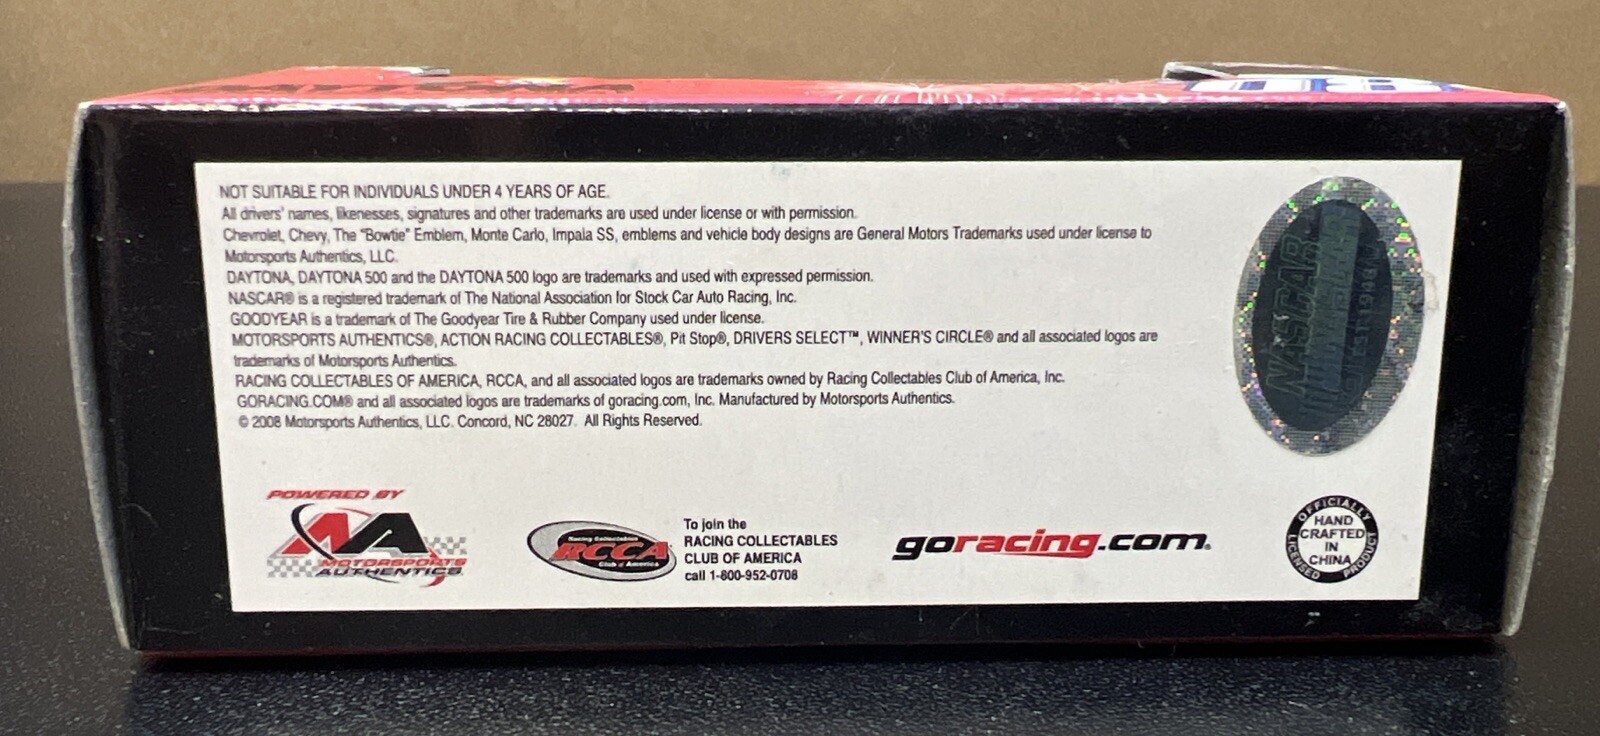 DAYTONA
88
NOT SUITABLE FOR INDIVIDUALS UNDER 4 YEARS OF AGE.
All drivers' names, likenesses, signatures and other trademarks are used under license or with permission.
Chevrolet, Chevy, The "Bowtie" Emblem, Monte Carlo, Impala SS, emblems and vehicle body designs are General Motors Trademarks used under license to
Motorsports Authentics, LLC.
DAYTONA, DAYTONA 500 and the DAYTONA 500 logo are trademarks and used with expressed permission.
NASCAR® is a registered trademark of The National Association for Stock Car Auto Racing, Inc.
GOODYEAR is a trademark of The Goodyear Tire & Rubber Company used under license.
MOTORSPORTS AUTHENTICS®, ACTION RACING COLLECTABLES®, Pit Stop®, DRIVERS SELECT™, WINNER'S CIRCLE® and all associated logos are
trademarks of Motorsports Authentics.
RACING COLLECTABLES OF AMERICA, RCCA, and all associated logos are trademarks owned by Racing Collectables Club of America, Inc.
GORACING.COM® and all associated logos are trademarks of goracing.com, Inc. Manufactured by Motorsports Authentics.
© 2008 Motorsports Authentics, LLC. Concord, NC 28027. All Rights Reserved.
NASCAR
EST 1948
POWERED BY
MA
MOTORSPORTS
AUTHENTICS
Racing Collectables
RCCA
Club of America
To join the
RACING COLLECTABLES
CLUB OF AMERICA
call 1-800-952-0708
goracing.com®
OFFICIALLY
LICENSED
PRODUCT
HAND
CRAFTED
IN
CHINA